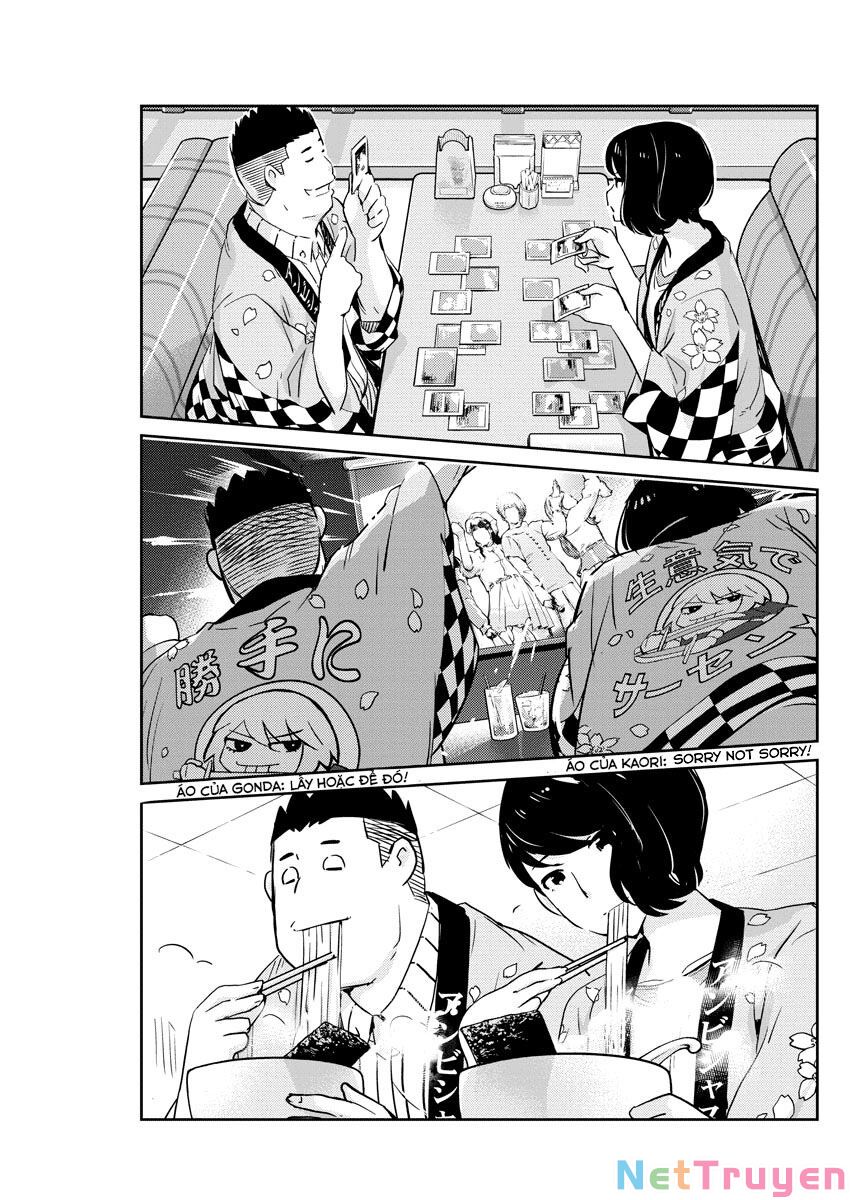 生意気で
サーセン
勝手に
ÁO CỦA KAORI: SORRY NOT SORRY!
ÁO CỦA GONDA: LẤY HOẶC ĐỂ ĐÓ!
アンビシャス
アンビシャ
NetTruyen